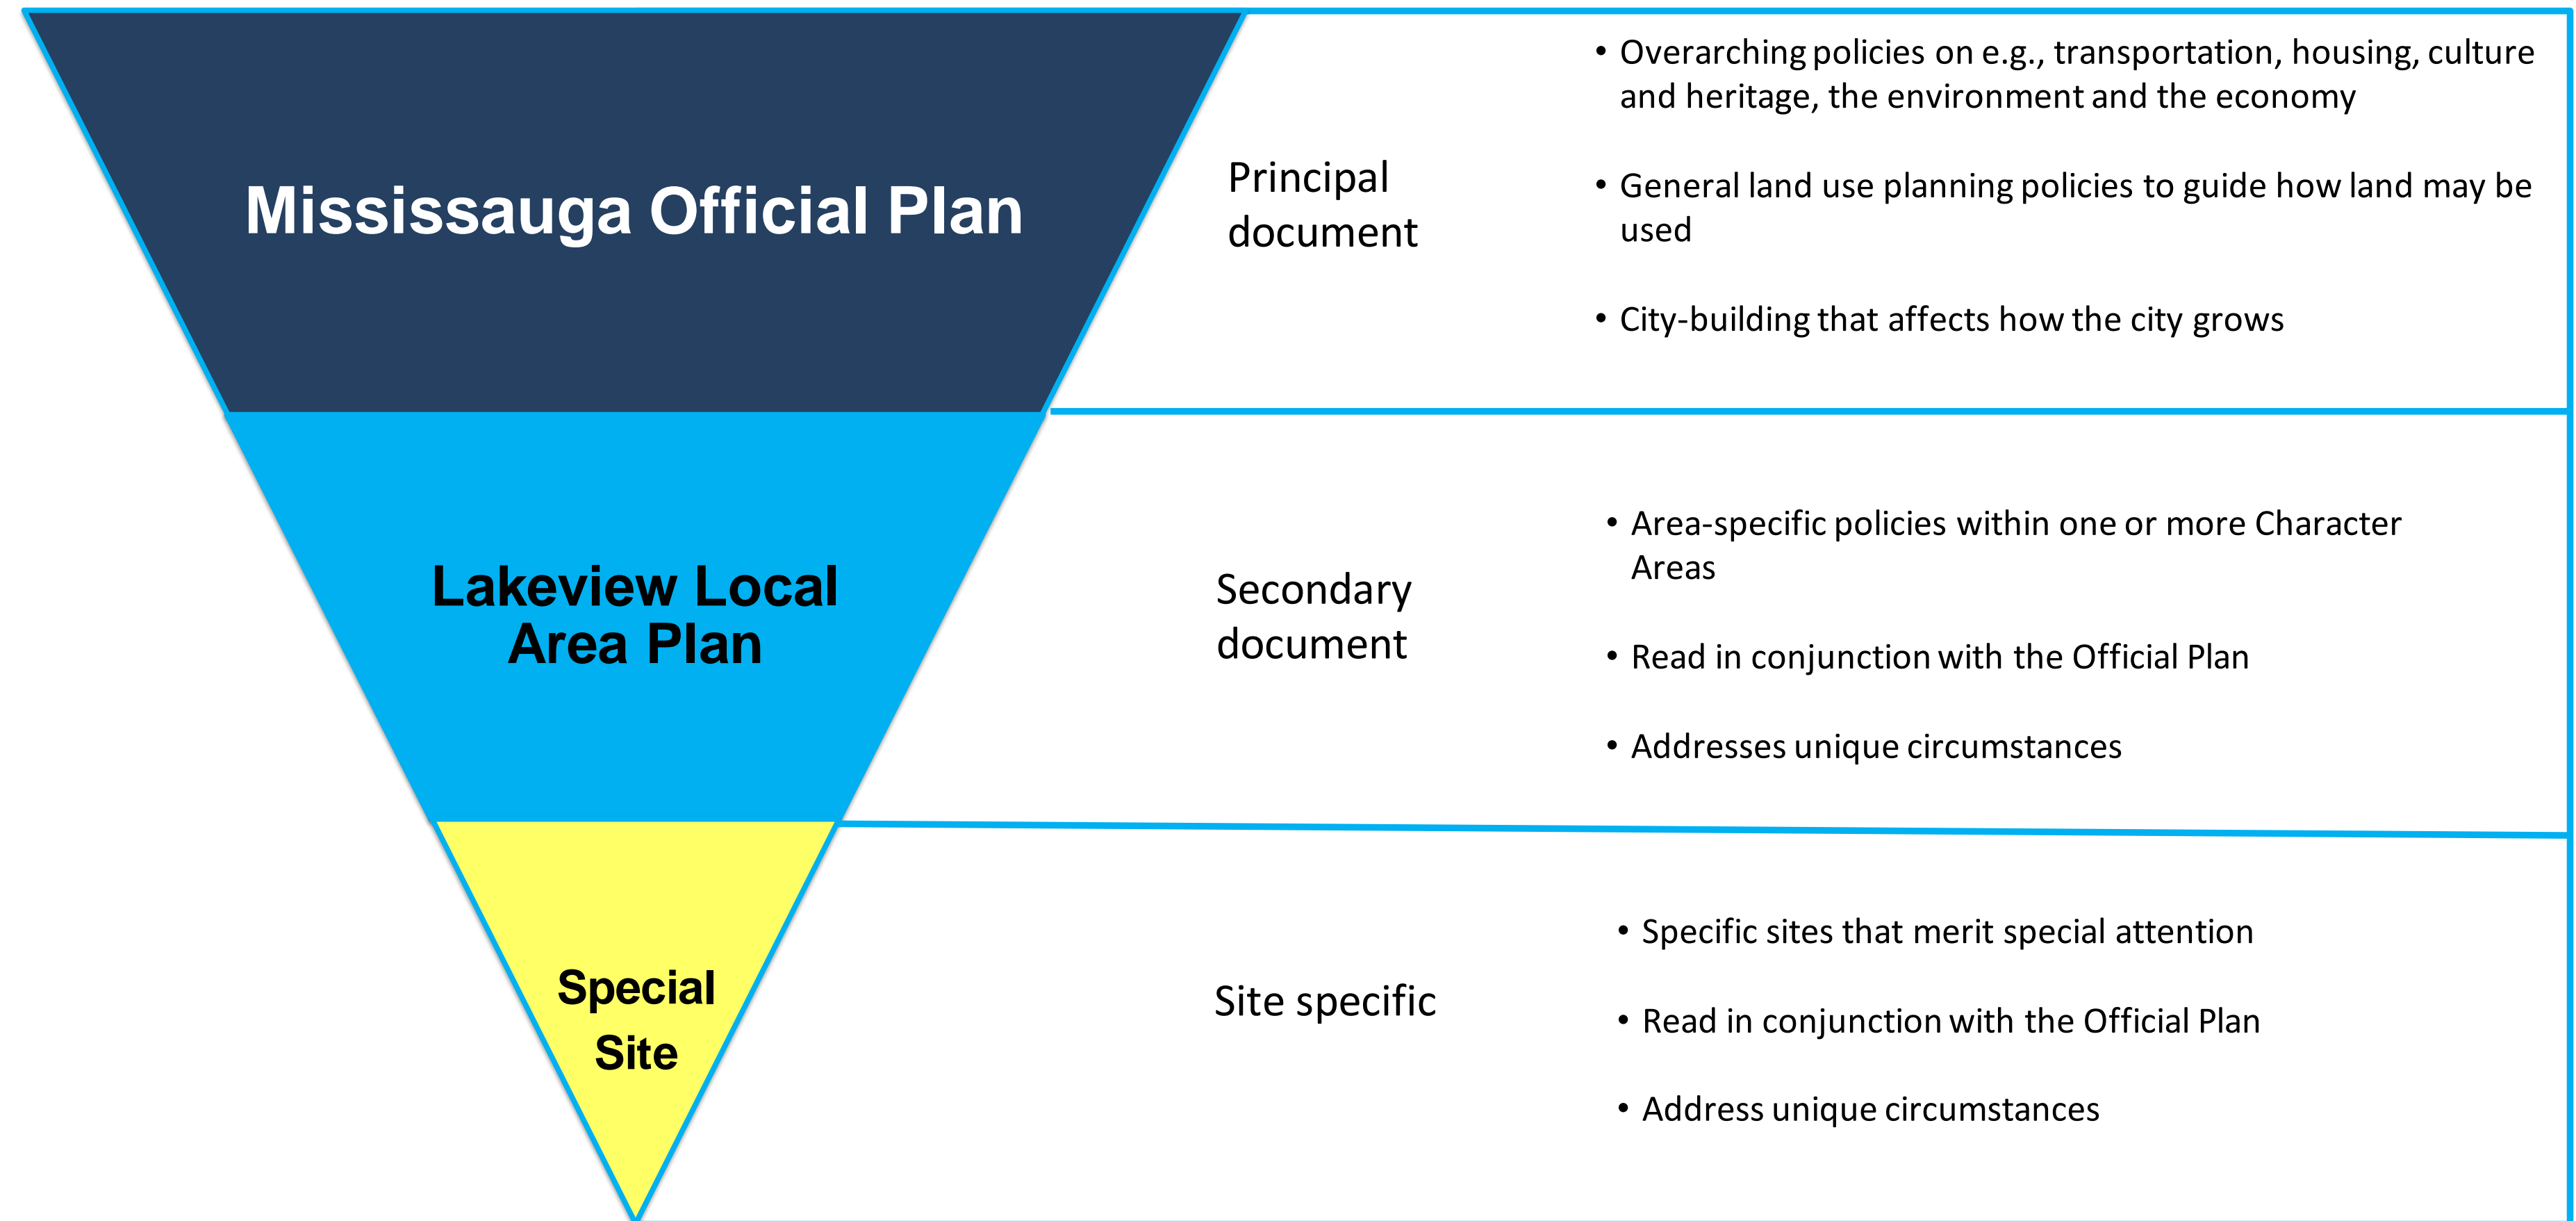 Mississauga Official Plan
Principal
document
• Overarching policies on e.g., transportation, housing, culture
and heritage, the environment and the economy
• General land use planning policies to guide how land may be
used
• City-building that affects how the city grows
Lakeview Local
Area Plan
Secondary
document
• Area-specific policies within one or more Character
Areas
• Read in conjunction with the Official Plan
• Addresses unique circumstances
Special
Site
Site specific
• Specific sites that merit special attention
• Read in conjunction with the Official Plan
• Address unique circumstances